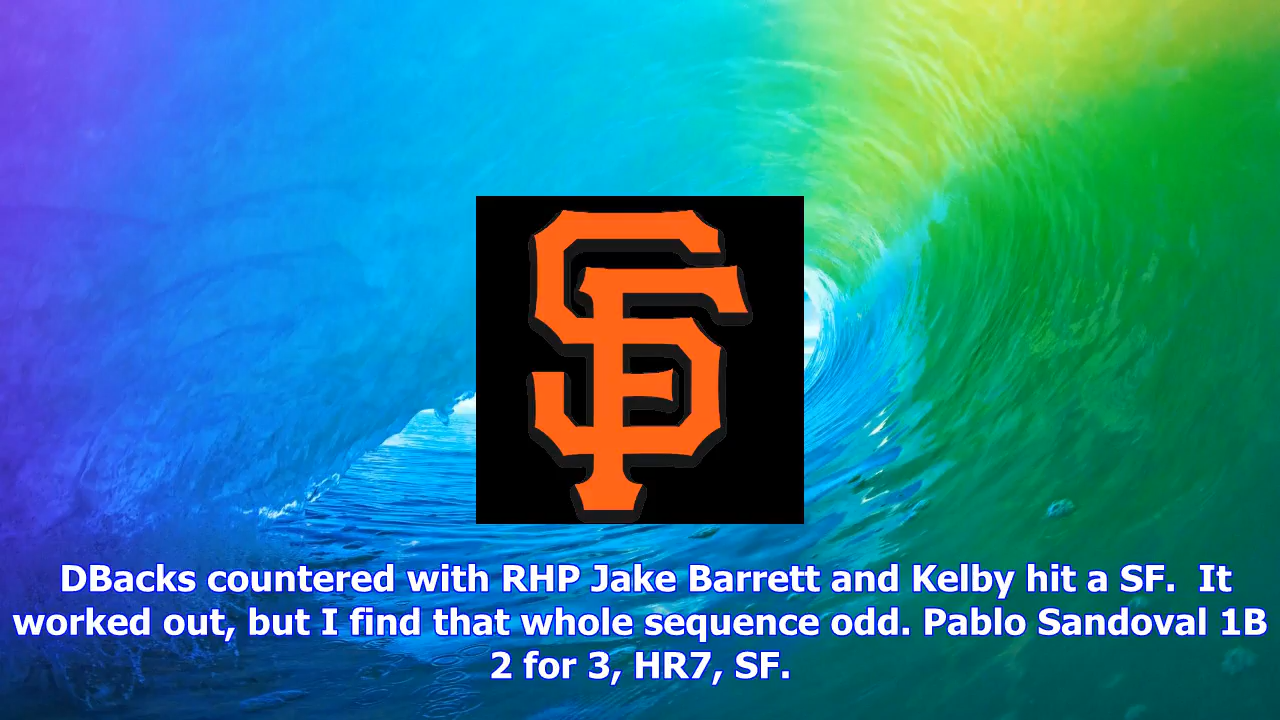 SF
DBacks countered with RHP Jake Barrett and Kelby hit a SF.  It
worked out, but I find that whole sequence odd. Pablo Sandoval 1B
2 for 3, HR7, SF.